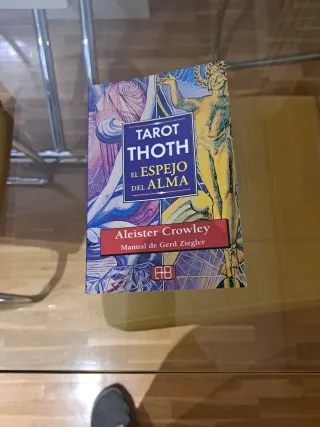 TAROT
THOTH
EL ESPEJO
DEL ALMA
Aleister Crowley
Manual de Gerd Ziegler